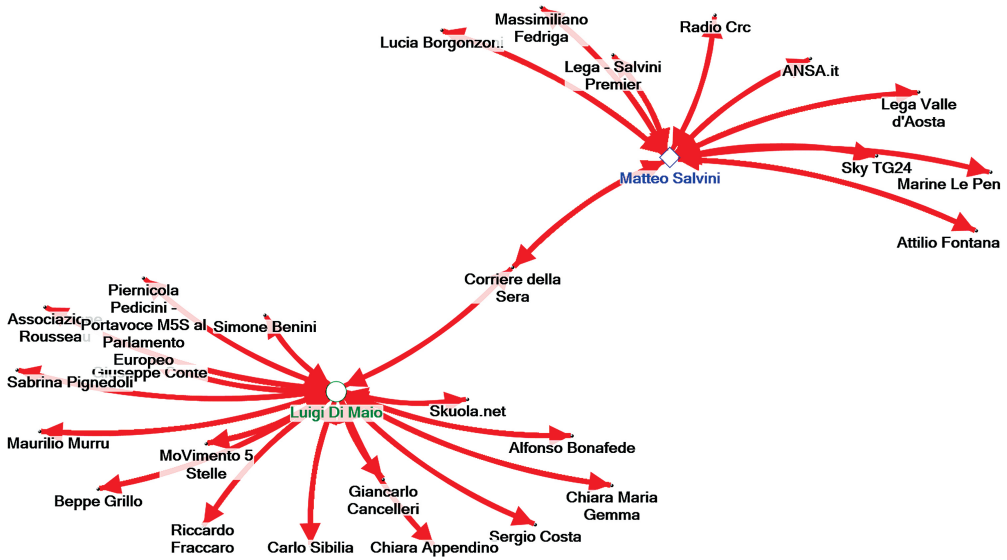 Massimiliano
Fedriga
Radio Crc
Lucia Borgonzoni
Lega - Salvini
Premier
ANSA.it
Lega Valle
d'Aosta
Sky TG24
Matteo Salvini
Marine Le Pen
Attilio Fontana
Corriere della
Sera
Piernicola
Pedicini -
Portavoce M5S al
Parlamento
Europeo
Associazione
Rousseau
Simone Benini
Giuseppe Conte
Sabrina Pignedoli
Luigi Di Maio
Skuola.net
Maurilio Murru
Alfonso Bonafede
MoVimento 5
Stelle
Beppe Grillo
Giancarlo
Cancelleri
Chiara Maria
Gemma
Riccardo
Fraccaro
Carlo Sibilia
Chiara Appendino
Sergio Costa